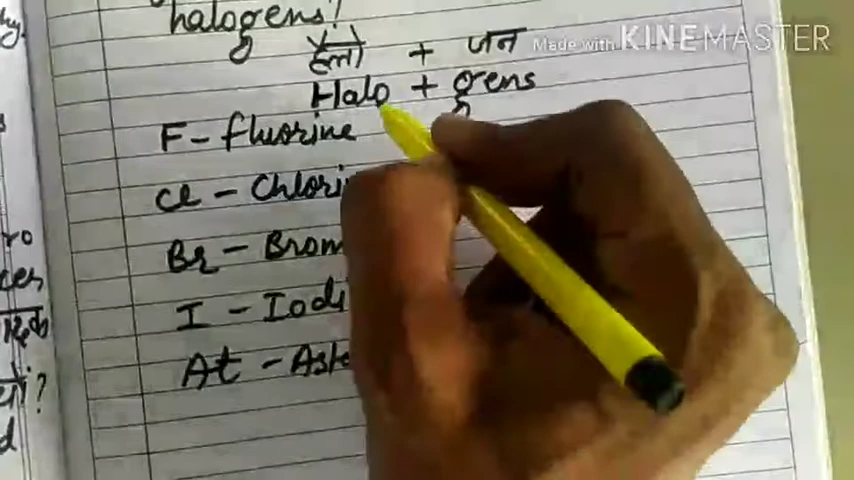 halogens?
हैलो + जन
Made with KINEMASTER
Halo + gens
F - fluorine
Cl - Chlori
Br - Brom
I - Iodi
At - Ast